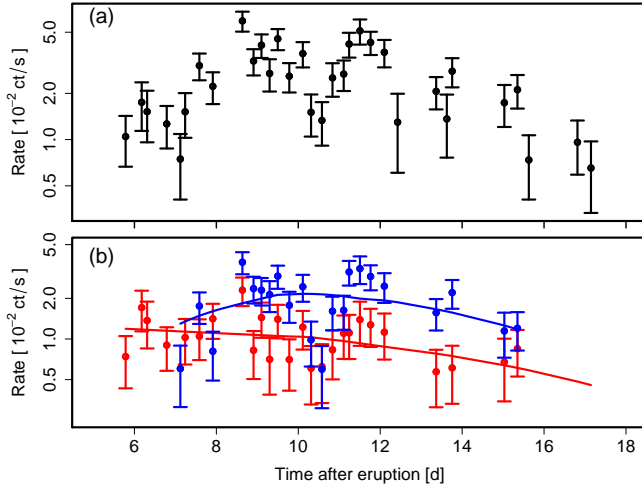 (a)
Rate [ 10⁻² ct/s ]
5.0
2.0
1.0
0.5
(b)
Rate [ 10⁻² ct/s ]
5.0
2.0
1.0
0.5
6 8 10 12 14 16 18
Time after eruption [d]